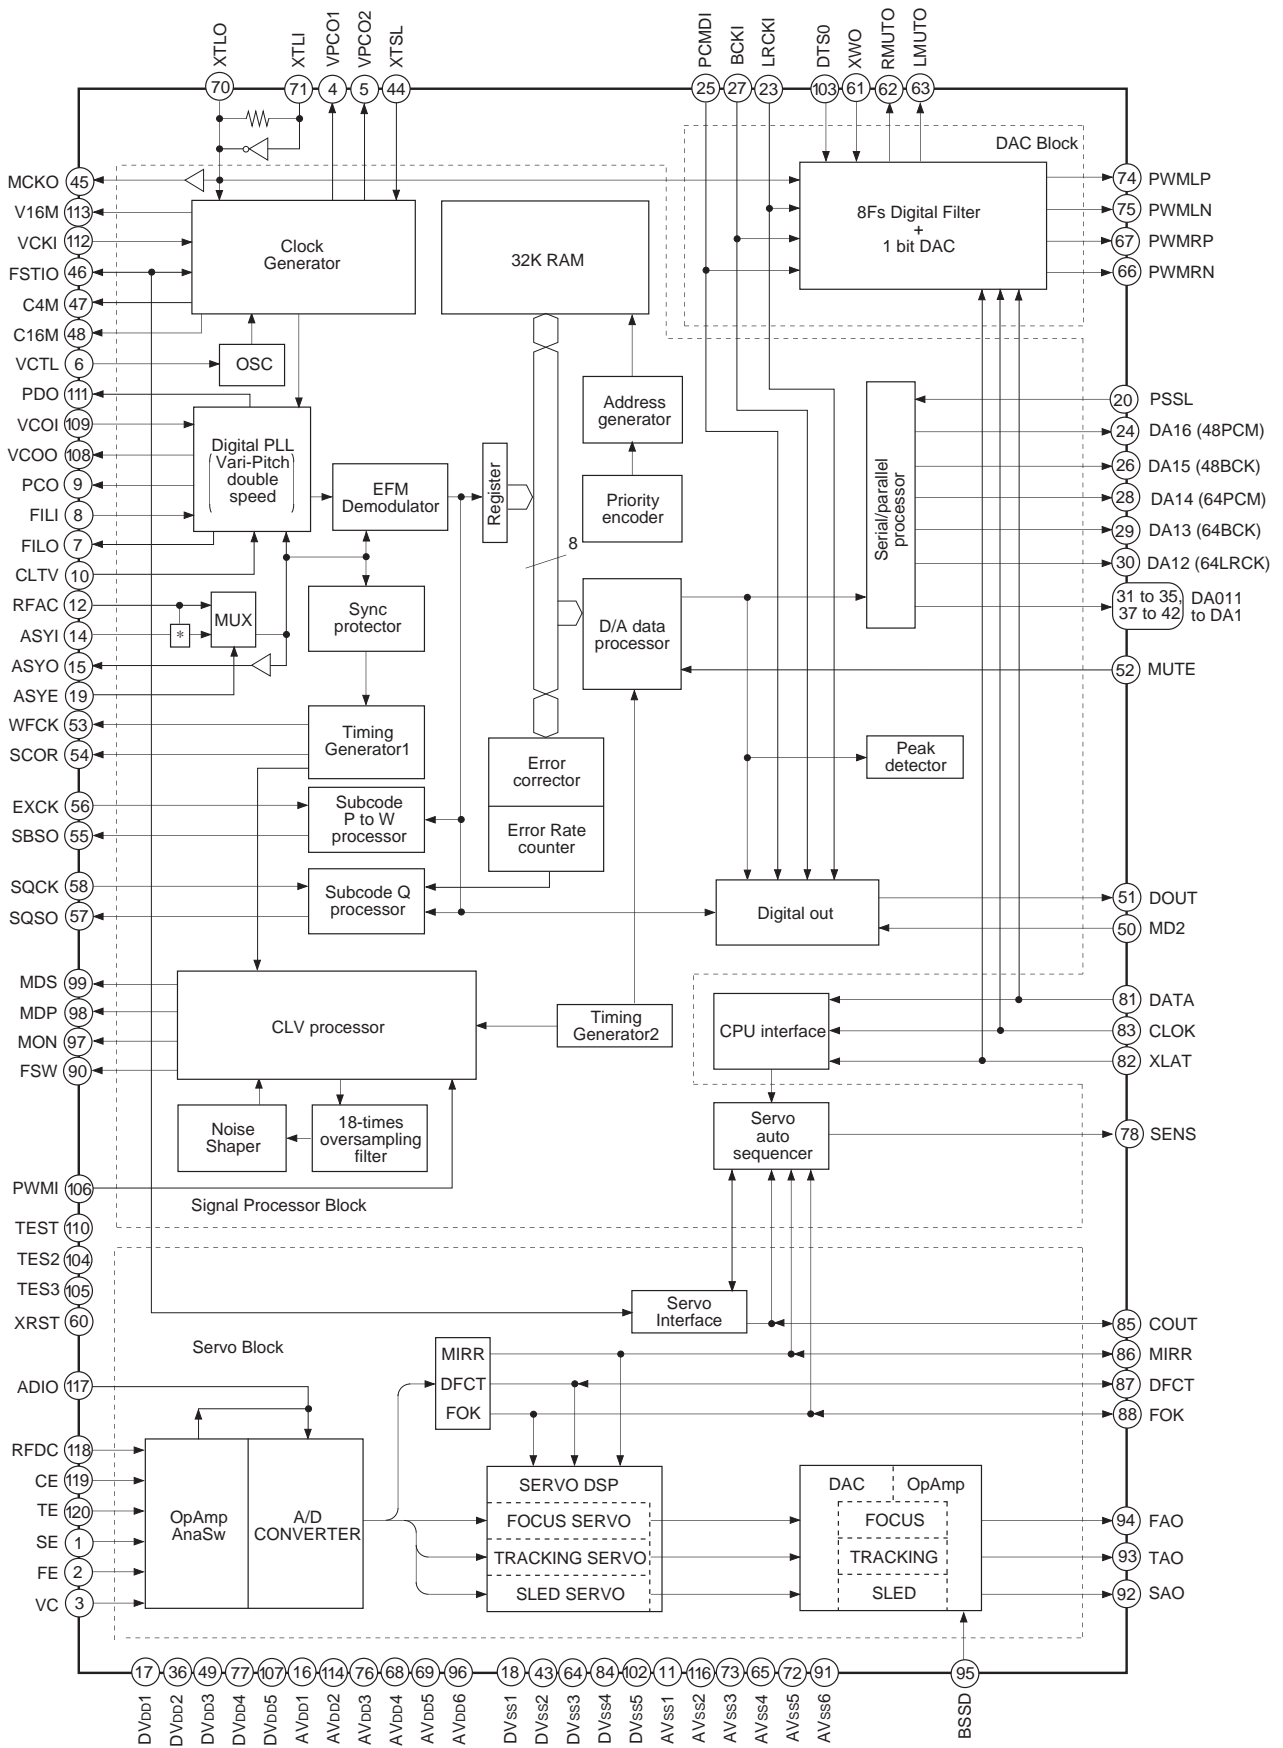 XTLO
XTLI
VPCO1
VPCO2
XTSL
PCMDI
BCKI
LRCKI
DTS0
XWO
RMUTO
LMUTO
70
71
4
5
44
25
27
23
103
61
62
63
DAC Block
MCKO 45
V16M 113
VCKI 112
FSTIO 46
C4M 47
C16M 48
VCTL 6
PDO 111
VCOI 109
VCOO 108
PCO 9
FILI 8
FILO 7
CLTV 10
RFAC 12
ASYI 14
ASYO 15
ASYE 19
WFCK 53
SCOR 54
EXCK 56
SBSO 55
SQCK 58
SQSO 57
MDS 99
MDP 98
MON 97
FSW 90
PWMI 106
TEST 110
TES2 104
TES3 105
XRST 60
ADIO 117
RFDC 118
CE 119
TE 120
SE 1
FE 2
VC 3
Clock
Generator
32K RAM
8Fs Digital Filter
+
1 bit DAC
OSC
Address
generator
Digital PLL
( Vari-Pitch )
double
speed
EFM
Demodulator
Register
Priority
encoder
8
Serial/parallel
processor
*
MUX
Sync
protector
D/A data
processor
Timing
Generator1
Error
corrector
Peak
detector
Subcode
P to W
processor
Error Rate
counter
Subcode Q
processor
Digital out
CLV processor
Timing
Generator2
CPU interface
Noise
Shaper
18-times
oversampling
filter
Servo
auto
sequencer
Signal Processor Block
Servo
Interface
Servo Block
MIRR
DFCT
FOK
OpAmp
AnaSw
A/D
CONVERTER
SERVO DSP
FOCUS SERVO
TRACKING SERVO
SLED SERVO
DAC
OpAmp
FOCUS
TRACKING
SLED
74 PWMLP
75 PWMLN
67 PWMRP
66 PWMRN
20 PSSL
24 DA16 (48PCM)
26 DA15 (48BCK)
28 DA14 (64PCM)
29 DA13 (64BCK)
30 DA12 (64LRCK)
31 to 35, DA011
37 to 42 to DA1
52 MUTE
51 DOUT
50 MD2
81 DATA
83 CLOK
82 XLAT
78 SENS
85 COUT
86 MIRR
87 DFCT
88 FOK
94 FAO
93 TAO
92 SAO
17
36
49
77
107
16
114
76
68
69
96
18
43
64
84
102
11
116
73
65
72
91
95
DVDD1
DVDD2
DVDD3
DVDD4
DVDD5
AVDD1
AVDD2
AVDD3
AVDD4
AVDD5
AVDD6
DVSS1
DVSS2
DVSS3
DVSS4
DVSS5
AVSS1
AVSS2
AVSS3
AVSS4
AVSS5
AVSS6
BSSD